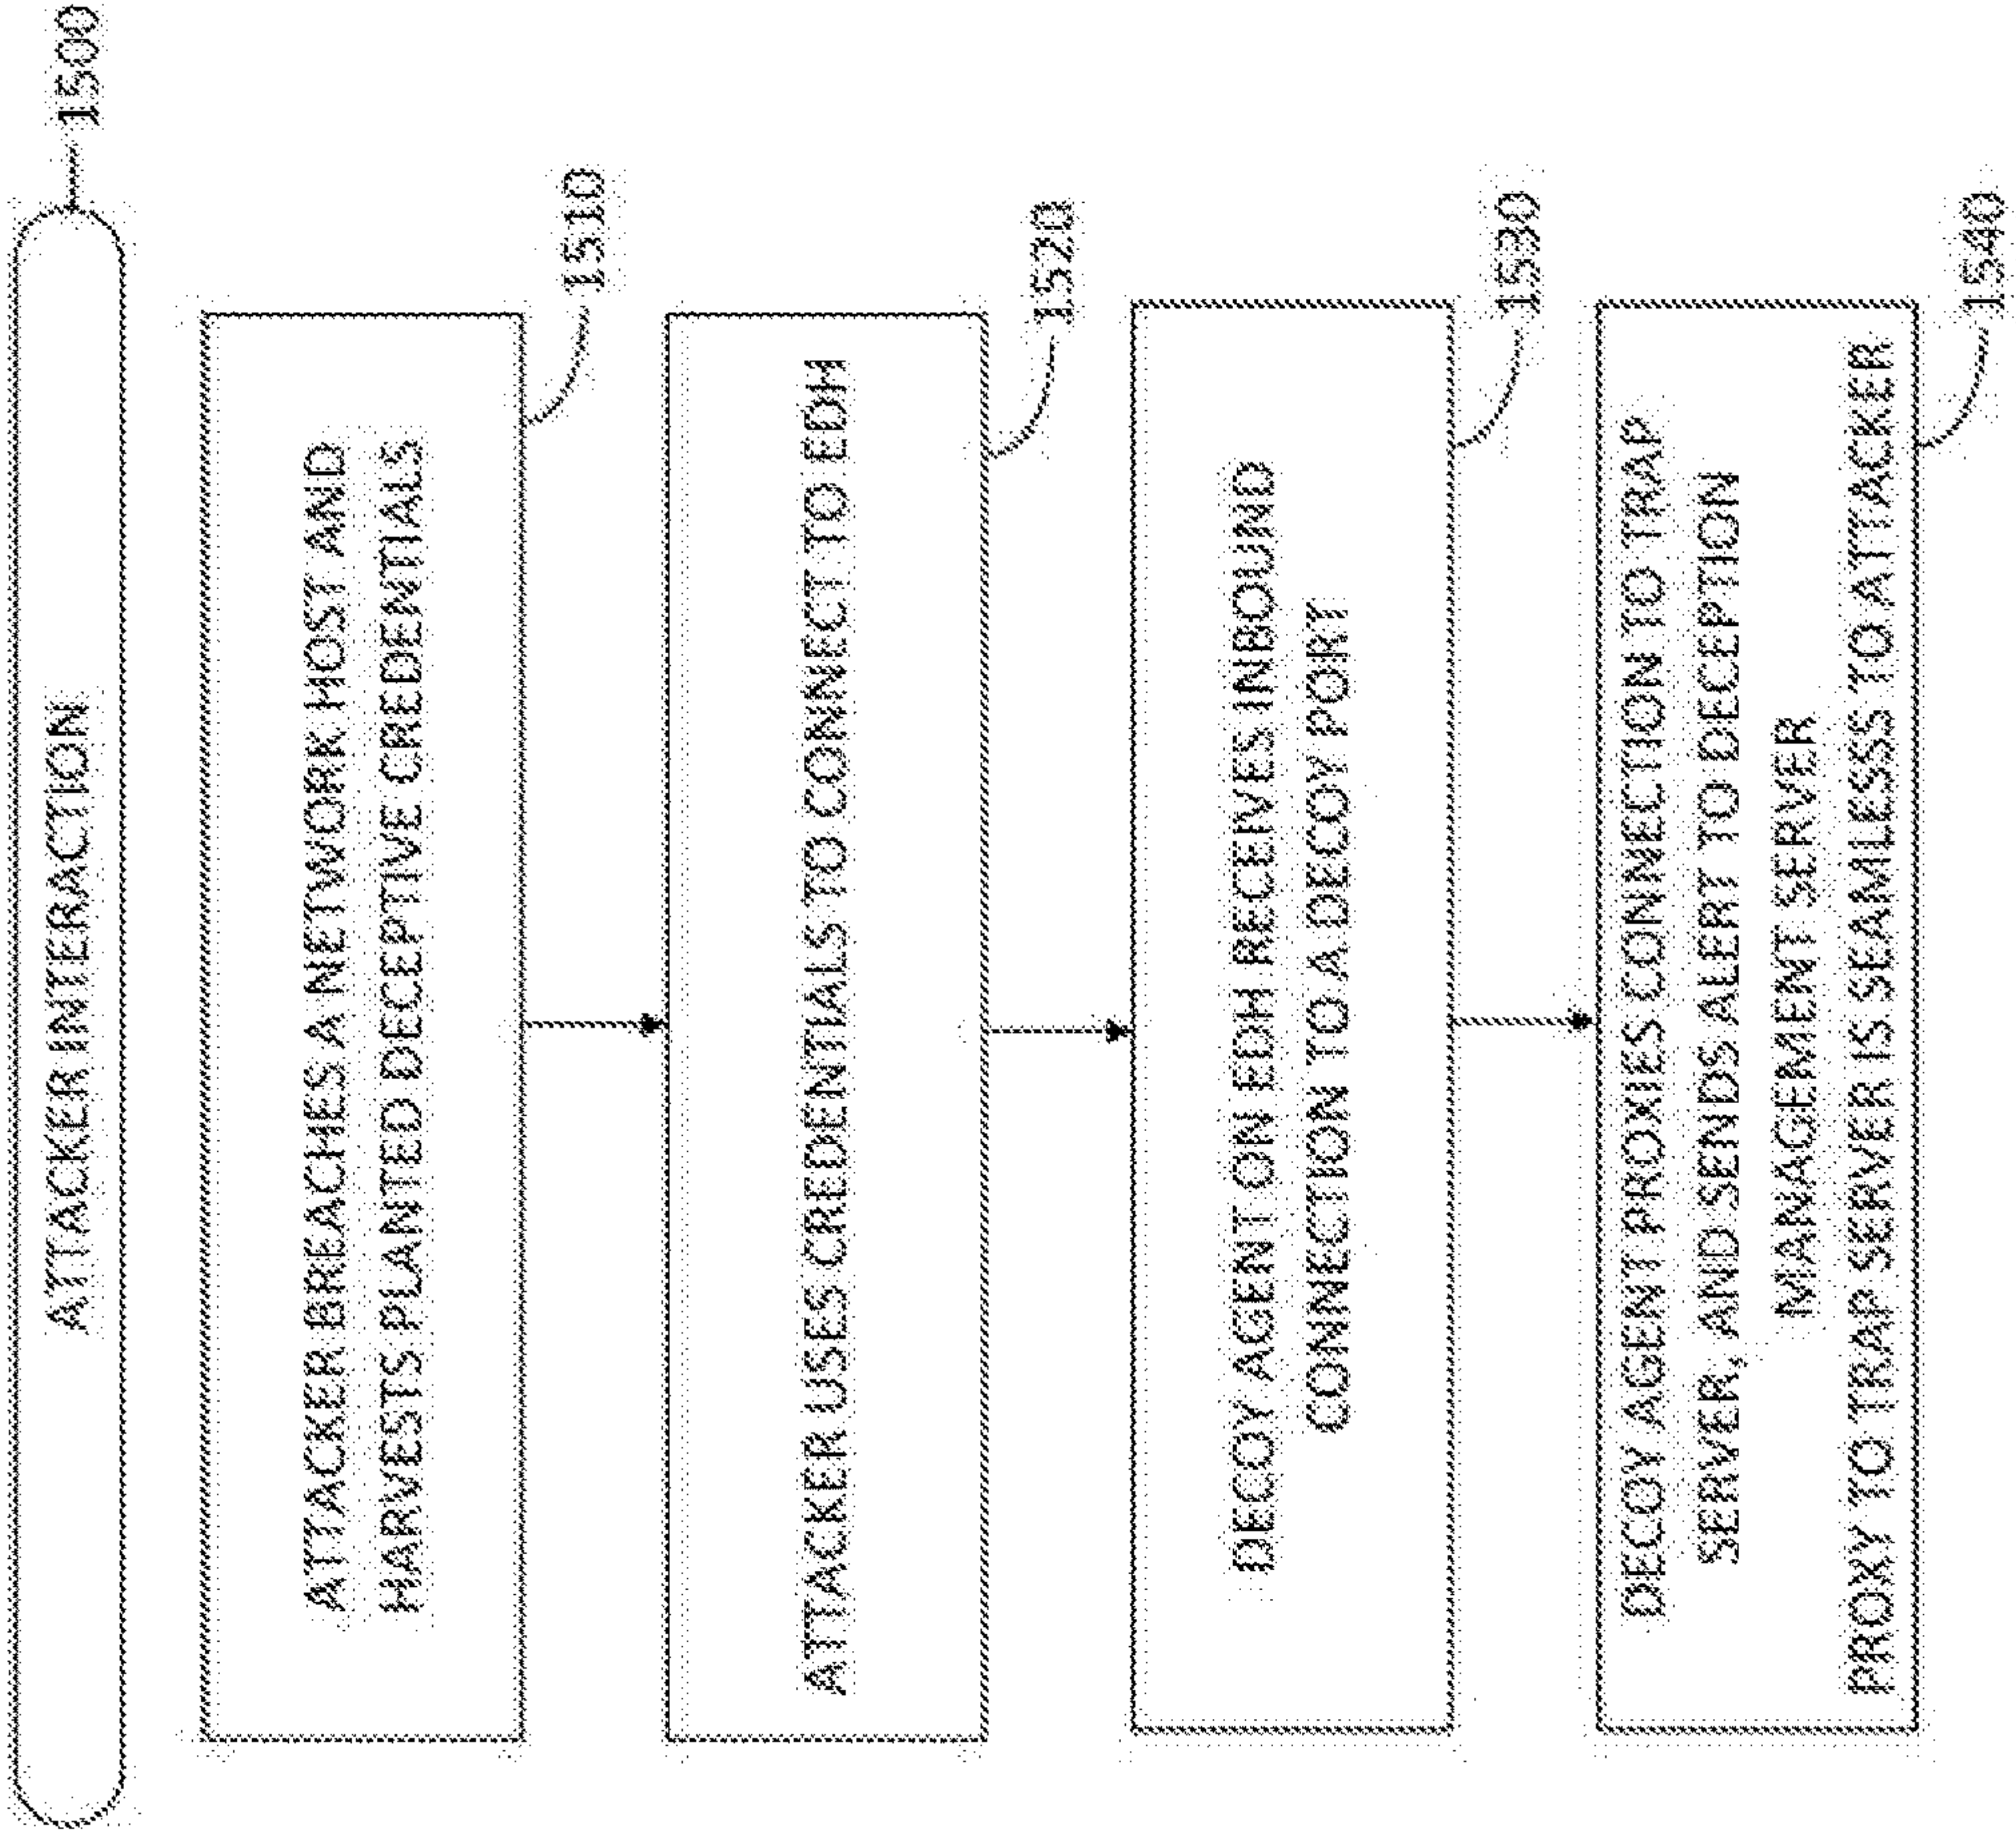 ATTACKER INTERACTION
1500
ATTACKER BREACHES A NETWORK HOST AND
HARVESTS PLANTED DECEPTIVE CREDENTIALS
1510
ATTACKER USES CREDENTIALS TO CONNECT TO EDH
1520
DECOY AGENT ON EDH RECEIVES INBOUND
CONNECTION TO A DECOY PORT
1530
DECOY AGENT PROXIES CONNECTION TO TRAP
SERVER, AND SENDS ALERT TO DECEPTION
MANAGEMENT SERVER
PROXY TO TRAP SERVER IS SEAMLESS TO ATTACKER
1540